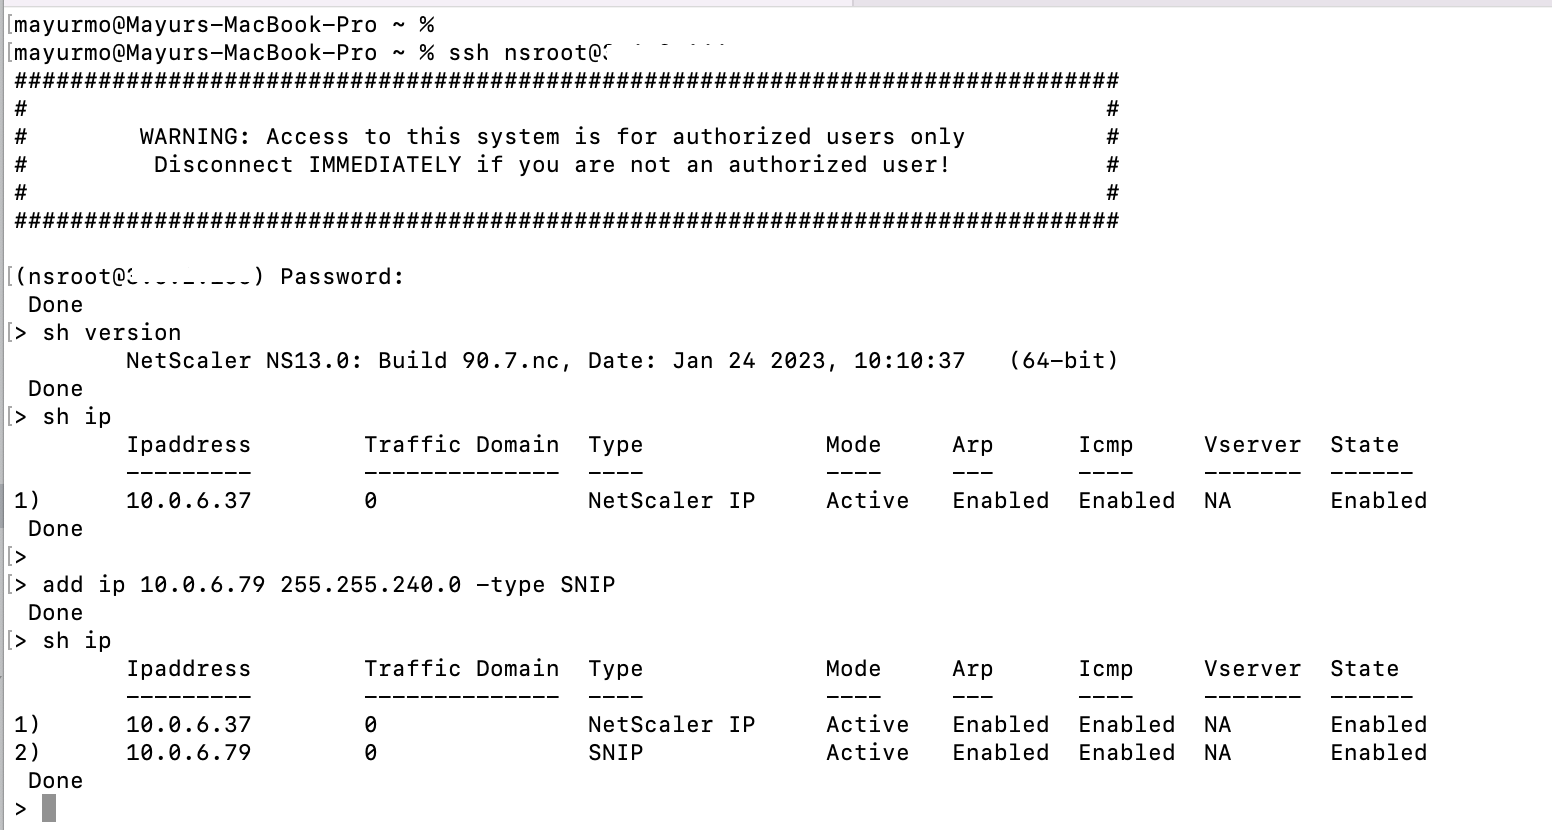 mayurmo@Mayurs-MacBook-Pro ~ %
mayurmo@Mayurs-MacBook-Pro ~ % ssh nsroot@
###############################################################################
#                                                                             #
#        WARNING: Access to this system is for authorized users only          #
#         Disconnect IMMEDIATELY if you are not an authorized user!           #
#                                                                             #
###############################################################################
(nsroot@ ) Password:
Done
> sh version
NetScaler NS13.0: Build 90.7.nc, Date: Jan 24 2023, 10:10:37   (64-bit)
Done
> sh ip
Ipaddress        Traffic Domain  Type             Mode     Arp      Icmp     Vserver  State
---------        --------------  ----             ----     ---      ----     -------  ------
1)      10.0.6.37        0               NetScaler IP     Active   Enabled  Enabled  NA       Enabled
Done
>
> add ip 10.0.6.79 255.255.240.0 -type SNIP
Done
> sh ip
Ipaddress        Traffic Domain  Type             Mode     Arp      Icmp     Vserver  State
---------        --------------  ----             ----     ---      ----     -------  ------
1)      10.0.6.37        0               NetScaler IP     Active   Enabled  Enabled  NA       Enabled
2)      10.0.6.79        0               SNIP             Active   Enabled  Enabled  NA       Enabled
Done
>